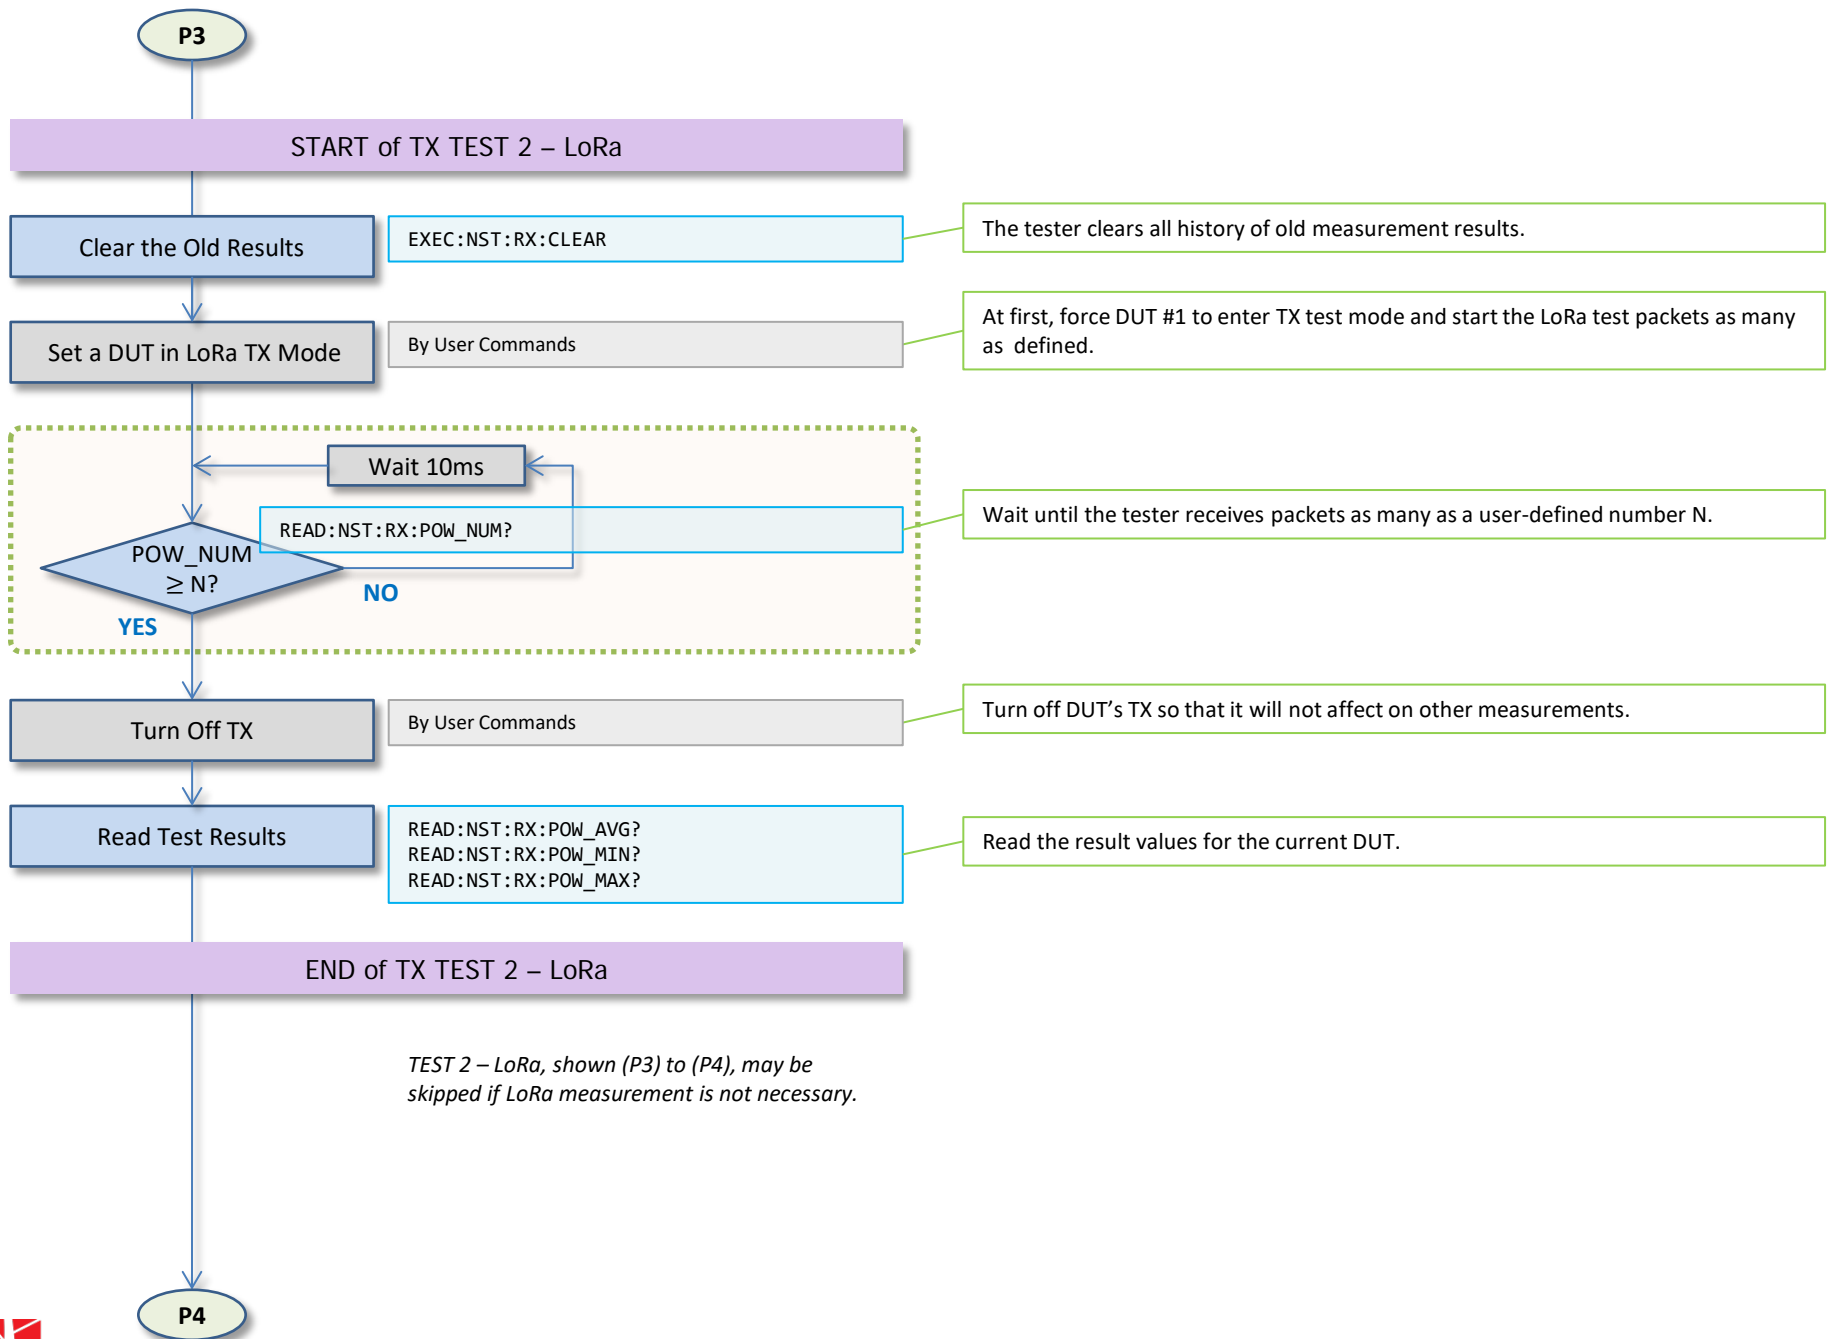 P3
START of TX TEST 2 – LoRa
Clear the Old Results
EXEC:NST:RX:CLEAR
The tester clears all history of old measurement results.
Set a DUT in LoRa TX Mode
By User Commands
At first, force DUT #1 to enter TX test mode and start the LoRa test packets as many
as  defined.
Wait 10ms
READ:NST:RX:POW_NUM?
Wait until the tester receives packets as many as a user-defined number N.
POW_NUM
≥ N?
NO
YES
Turn Off TX
By User Commands
Turn off DUT’s TX so that it will not affect on other measurements.
Read Test Results
READ:NST:RX:POW_AVG?
READ:NST:RX:POW_MIN?
READ:NST:RX:POW_MAX?
Read the result values for the current DUT.
END of TX TEST 2 – LoRa
TEST 2 – LoRa, shown (P3) to (P4), may be
skipped if LoRa measurement is not necessary.
P4